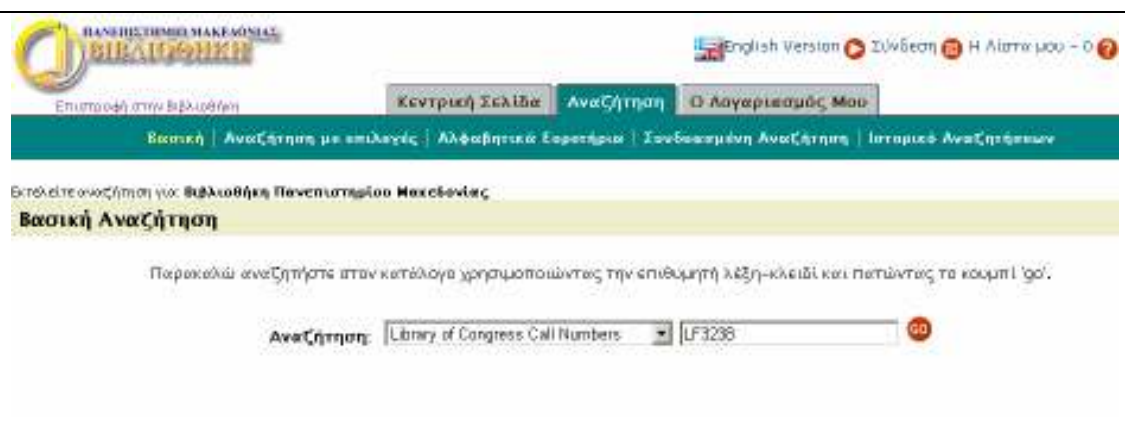 ΠΑΝΕΠΙΣΤΗΜΙΟ ΜΑΚΕΔΟΝΙΑΣ
ΒΙΒΛΙΟΘΗΚΗ
English Version Σύνδεση Η Λίστα μου - 0 ?
Επιστροφή στην Βιβλιοθήκη Κεντρική Σελίδα Αναζήτηση Ο Λογαριασμός Μου
Βασική | Αναζήτηση με επιλογές | Αλφαβητικά Ευρετήρια | Συνδυασμένη Αναζήτηση | Ιστορικό Αναζητήσεων
Εκτελείτε αναζήτηση για: Βιβλιοθήκη Πανεπιστημίου Μακεδονίας
Βασική Αναζήτηση
Παρακαλώ αναζητήστε στον κατάλογο χρησιμοποιώντας την επιθυμητή λέξη-κλειδί και πατώντας το κουμπί 'go'.
Αναζήτηση: Library of Congress Call Numbers LF3238 GO